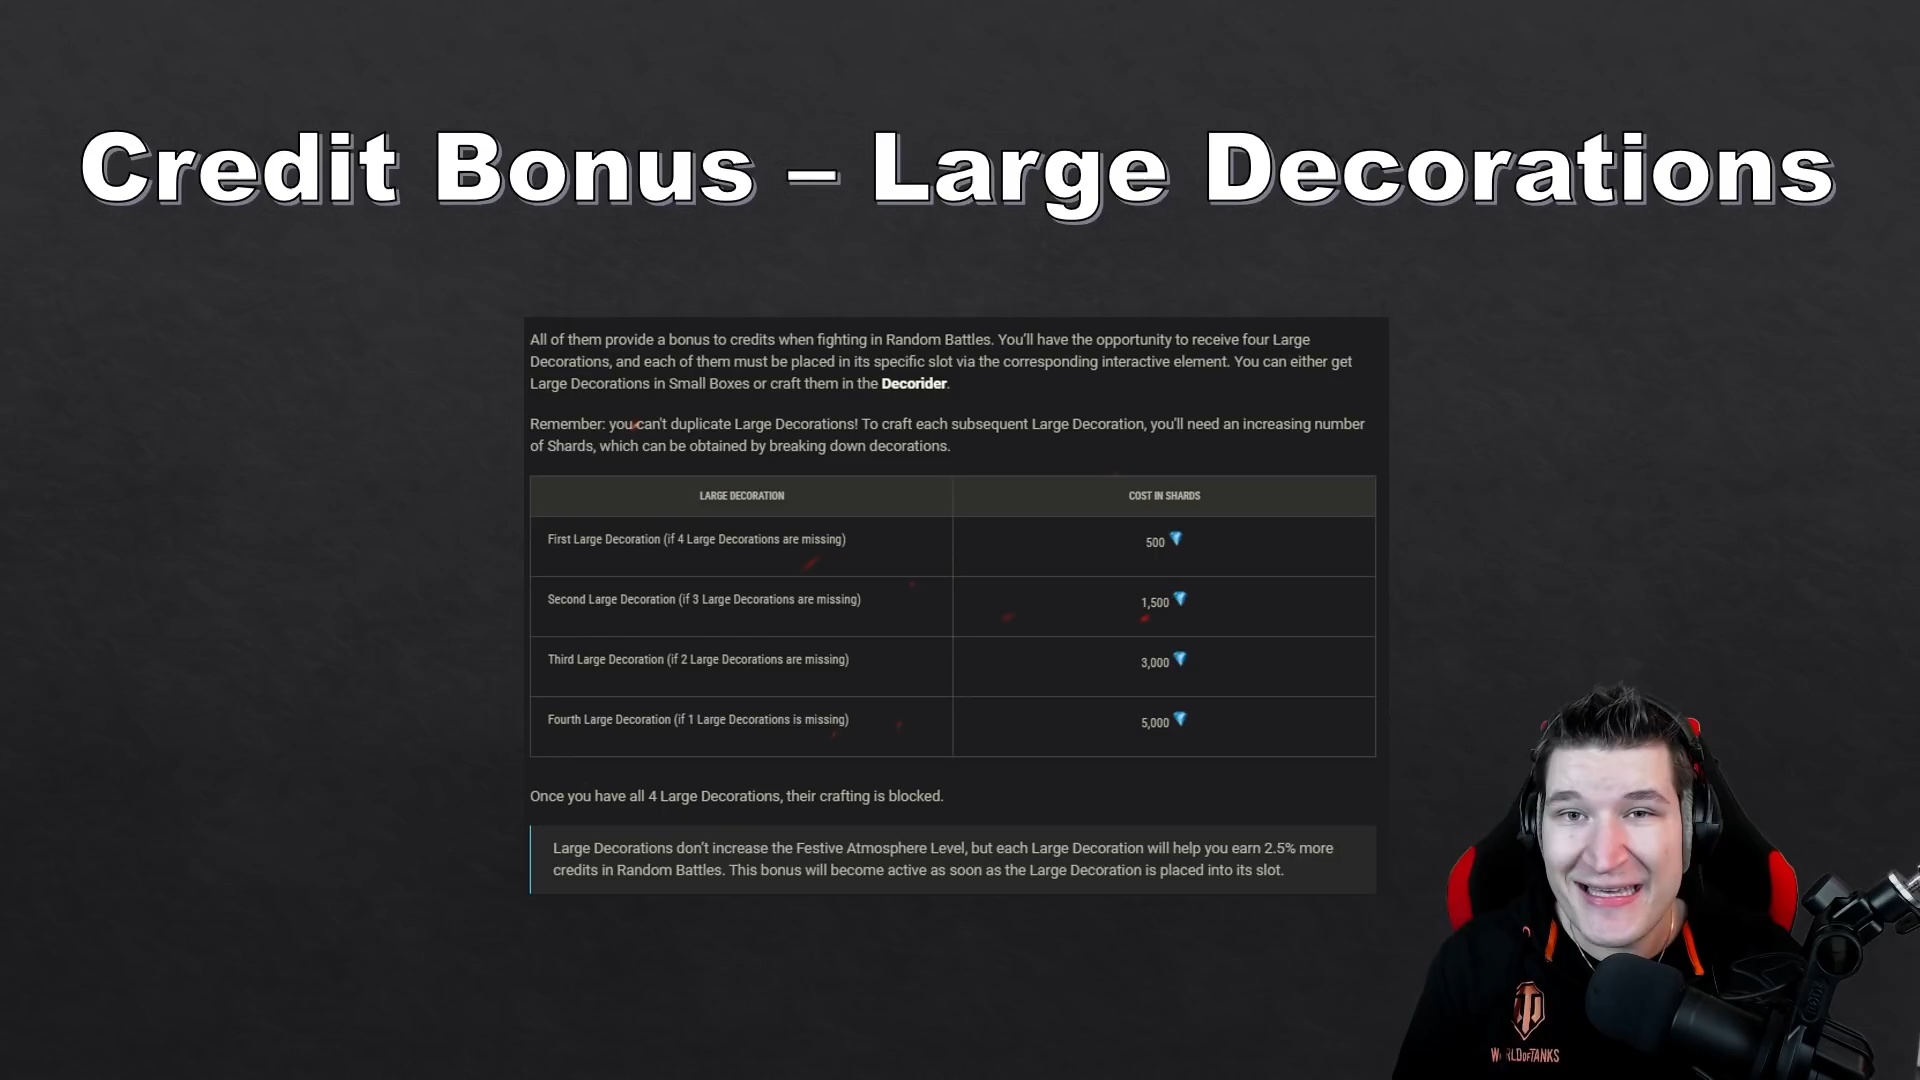 Credit Bonus – Large Decorations
All of them provide a bonus to credits when fighting in Random Battles. You'll have the opportunity to receive four Large
Decorations, and each of them must be placed in its specific slot via the corresponding interactive element. You can either get
Large Decorations in Small Boxes or craft them in the Decorider.
Remember: you can't duplicate Large Decorations! To craft each subsequent Large Decoration, you'll need an increasing number
of Shards, which can be obtained by breaking down decorations.
LARGE DECORATION COST IN SHARDS
First Large Decoration (if 4 Large Decorations are missing) 500
Second Large Decoration (if 3 Large Decorations are missing) 1,500
Third Large Decoration (if 2 Large Decorations are missing) 3,000
Fourth Large Decoration (if 1 Large Decorations is missing) 5,000
Once you have all 4 Large Decorations, their crafting is blocked.
Large Decorations don't increase the Festive Atmosphere Level, but each Large Decoration will help you earn 2.5% more
credits in Random Battles. This bonus will become active as soon as the Large Decoration is placed into its slot.
WORLD OF TANKS